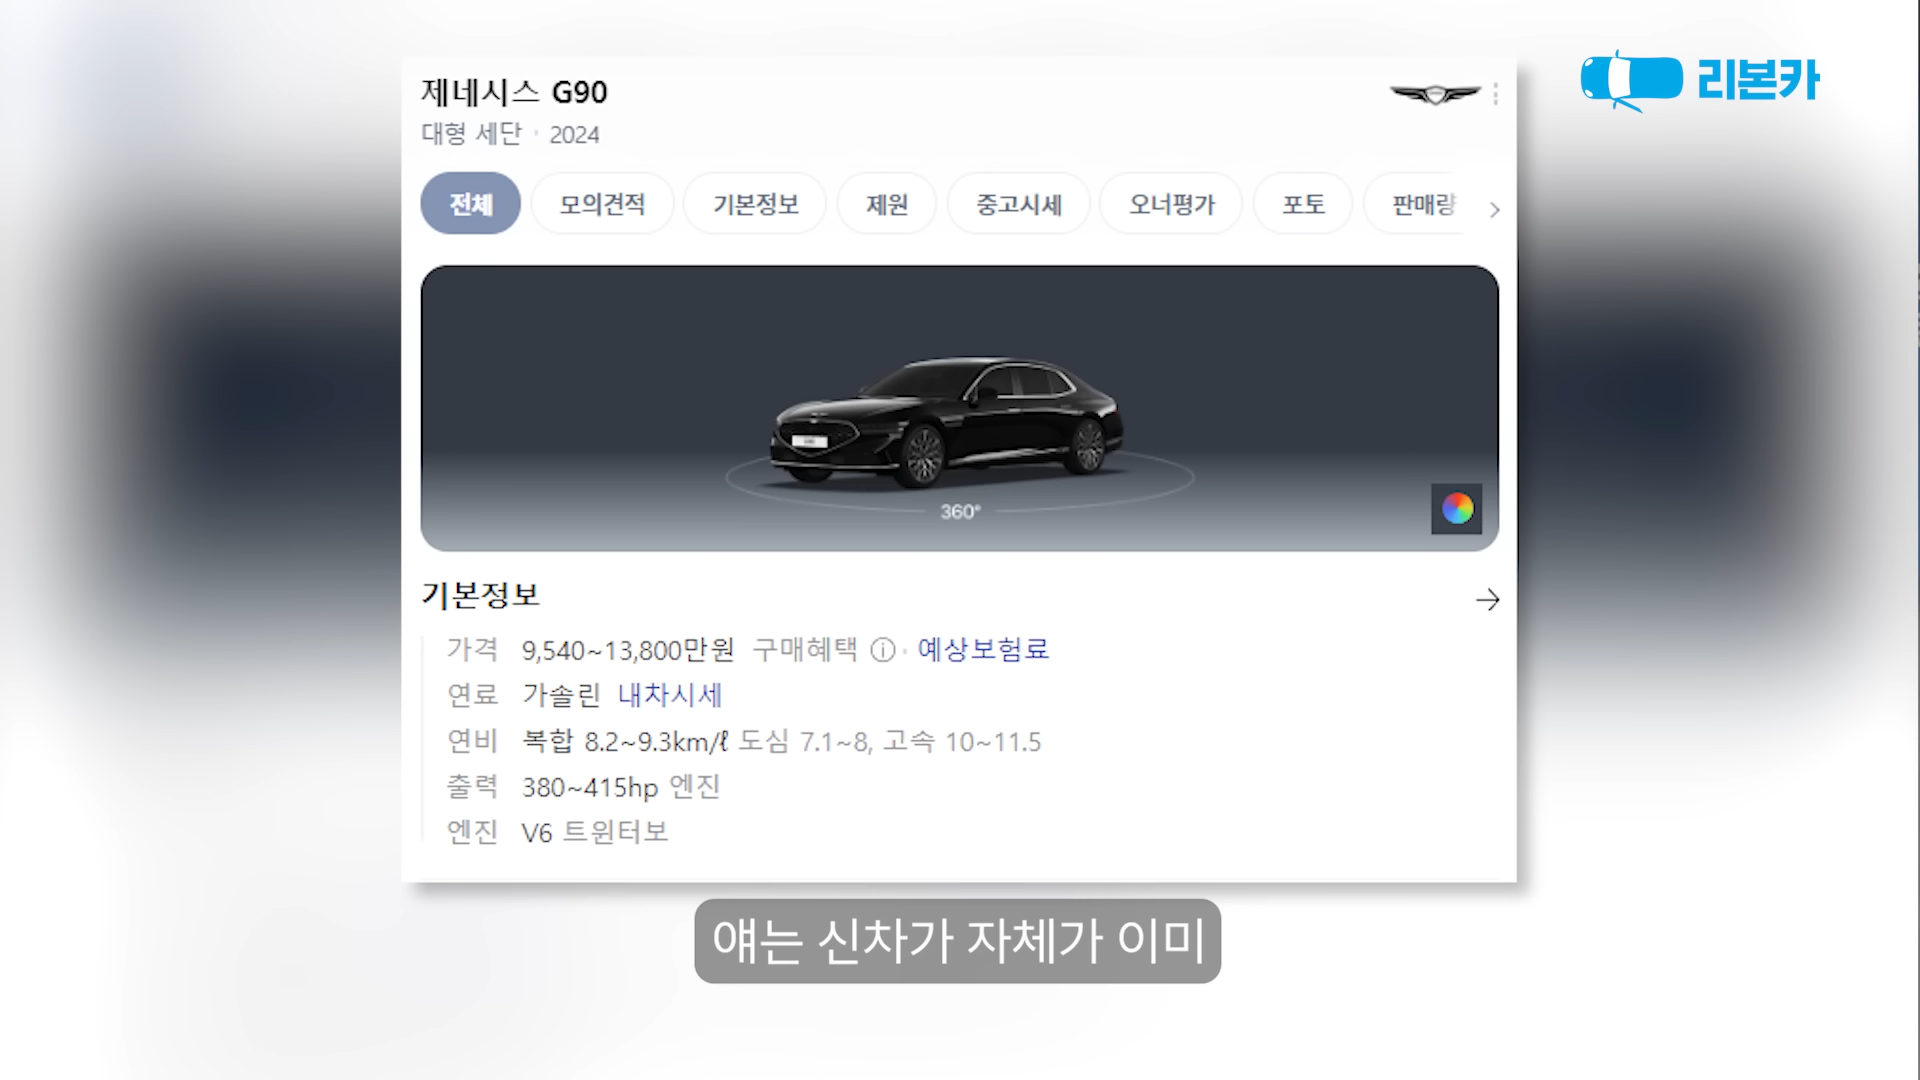 제네시스 G90
리본카
대형 세단 · 2024
전체 모의견적 기본정보 제원 중고시세 오너평가 포토 판매량
360°
기본정보
가격 9,540~13,800만원 구매혜택 · 예상보험료
연료 가솔린 내차시세
연비 복합 8.2~9.3km/ℓ 도심 7.1~8, 고속 10~11.5
출력 380~415hp 엔진
엔진 V6 트윈터보
얘는 신차가 자체가 이미